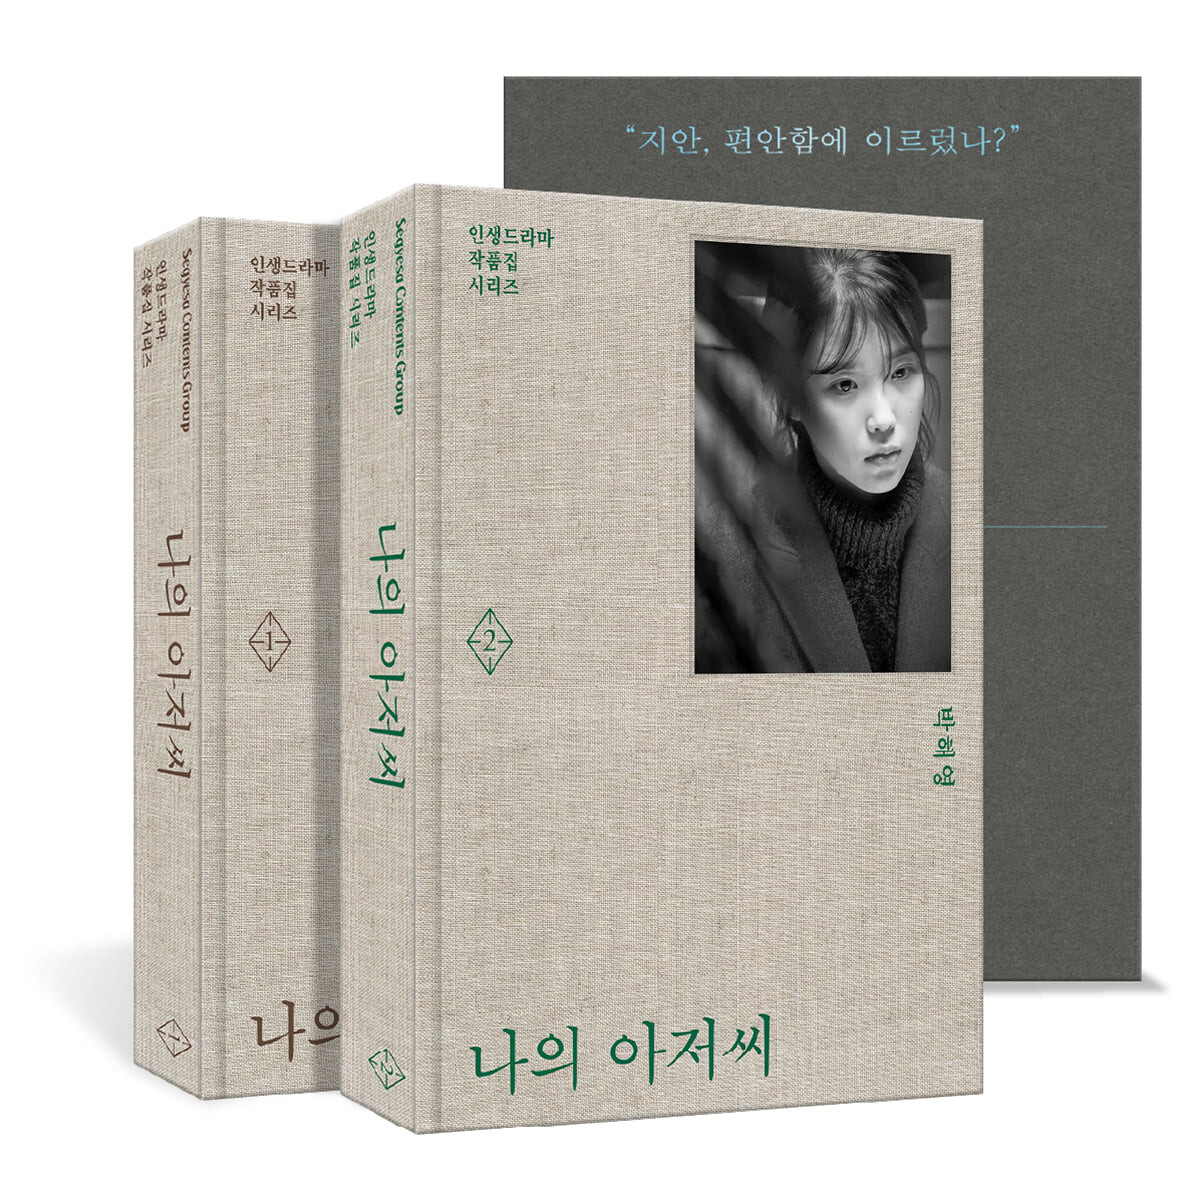 “지안, 편안함에 이르렀나?”
인생드라마
작품집
시리즈
인생드라마
작품집 시리즈
Segyesa Contents Group
나의 아저씨
1
1
나의
인생드라마
작품집
시리즈
인생드라마
작품집 시리즈
Segyesa Contents Group
나의 아저씨
2
2
박해영
나의 아저씨